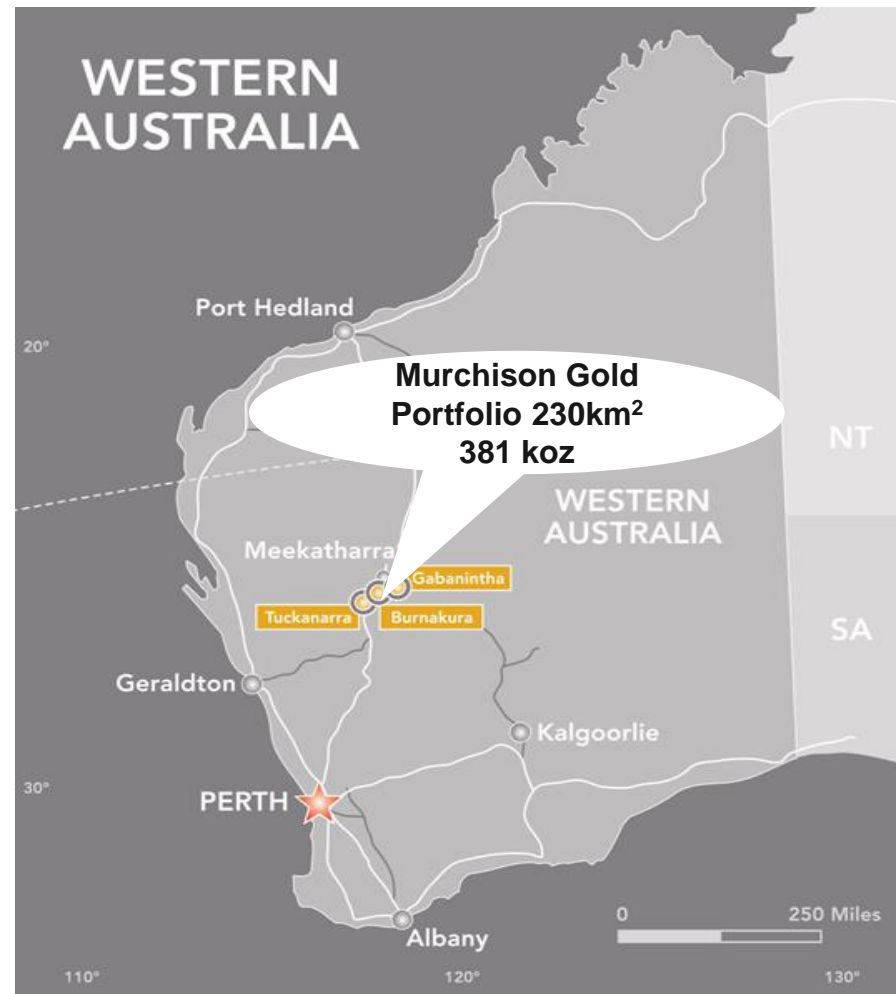 WESTERN
AUSTRALIA
Port Hedland
20°
Murchison Gold
Portfolio 230km²
381 koz
NT
WESTERN
AUSTRALIA
Meekatharra
Gabanintha
Tuckanarra
Burnakura
SA
Geraldton
Kalgoorlie
30°
PERTH
0 250 Miles
Albany
110° 120° 130°